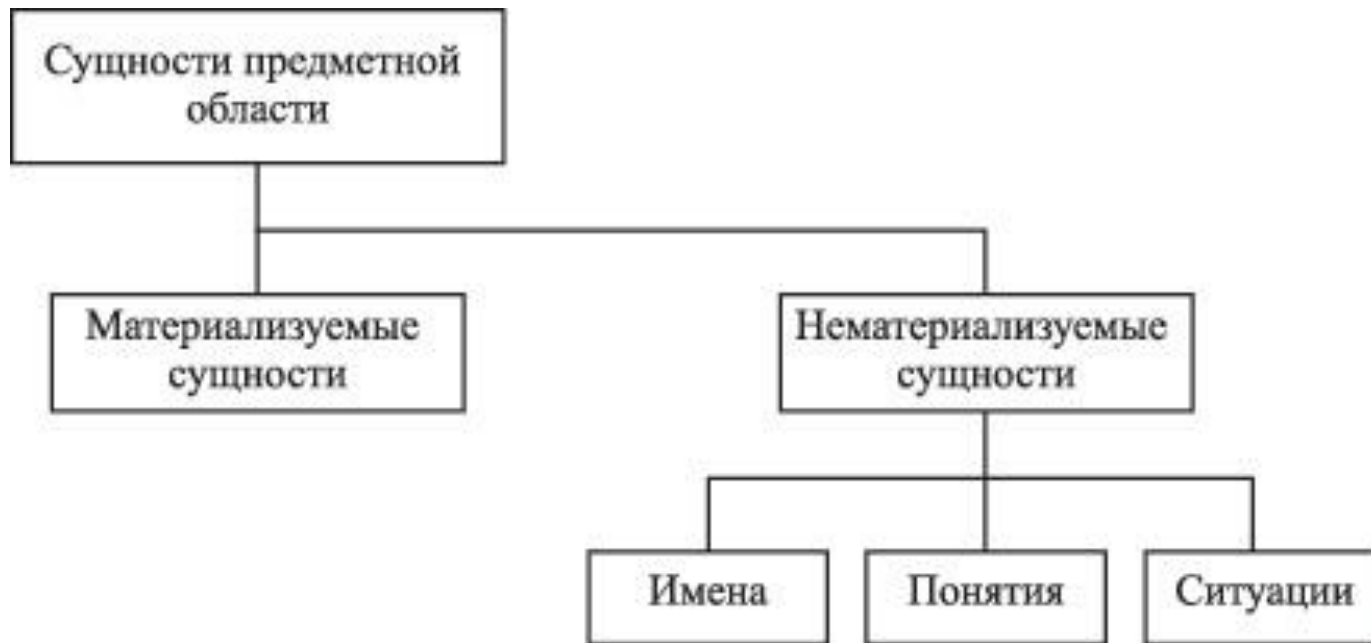 Сущности предметной
области
Материализуемые
сущности
Нематериализуемые
сущности
Имена
Понятия
Ситуации